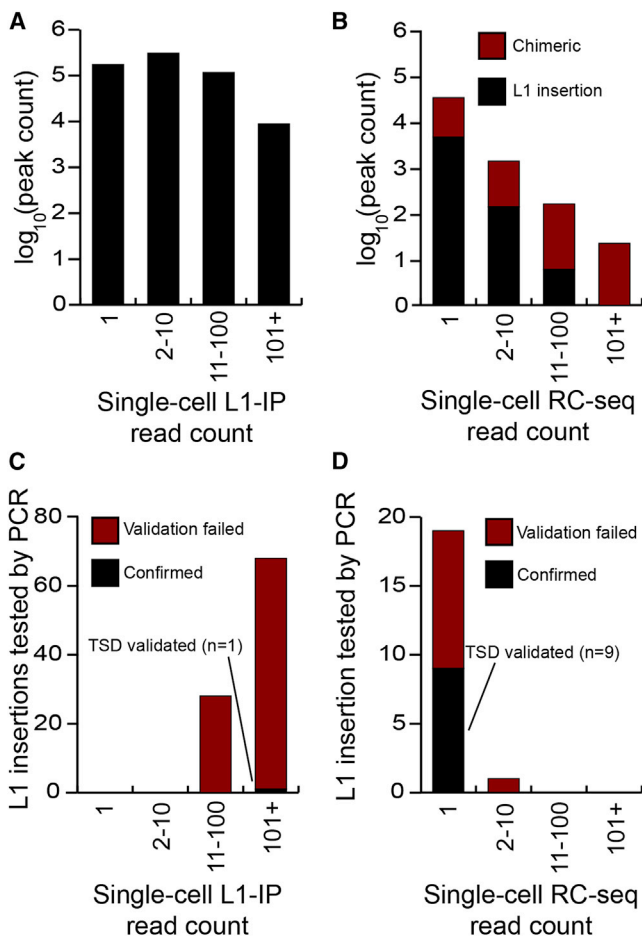 A
log10(peak count)
6
5
4
3
2
1
0
1
2-10
11-100
101+
Single-cell L1-IP
read count
B
log10(peak count)
6
5
4
3
2
1
0
Chimeric
L1 insertion
1
2-10
11-100
101+
Single-cell RC-seq
read count
C
L1 insertions tested by PCR
80
60
40
20
0
Validation failed
Confirmed
TSD validated (n=1)
1
2-10
11-100
101+
Single-cell L1-IP
read count
D
L1 insertion tested by PCR
20
15
10
5
0
Validation failed
Confirmed
TSD validated (n=9)
1
2-10
11-100
101+
Single-cell RC-seq
read count